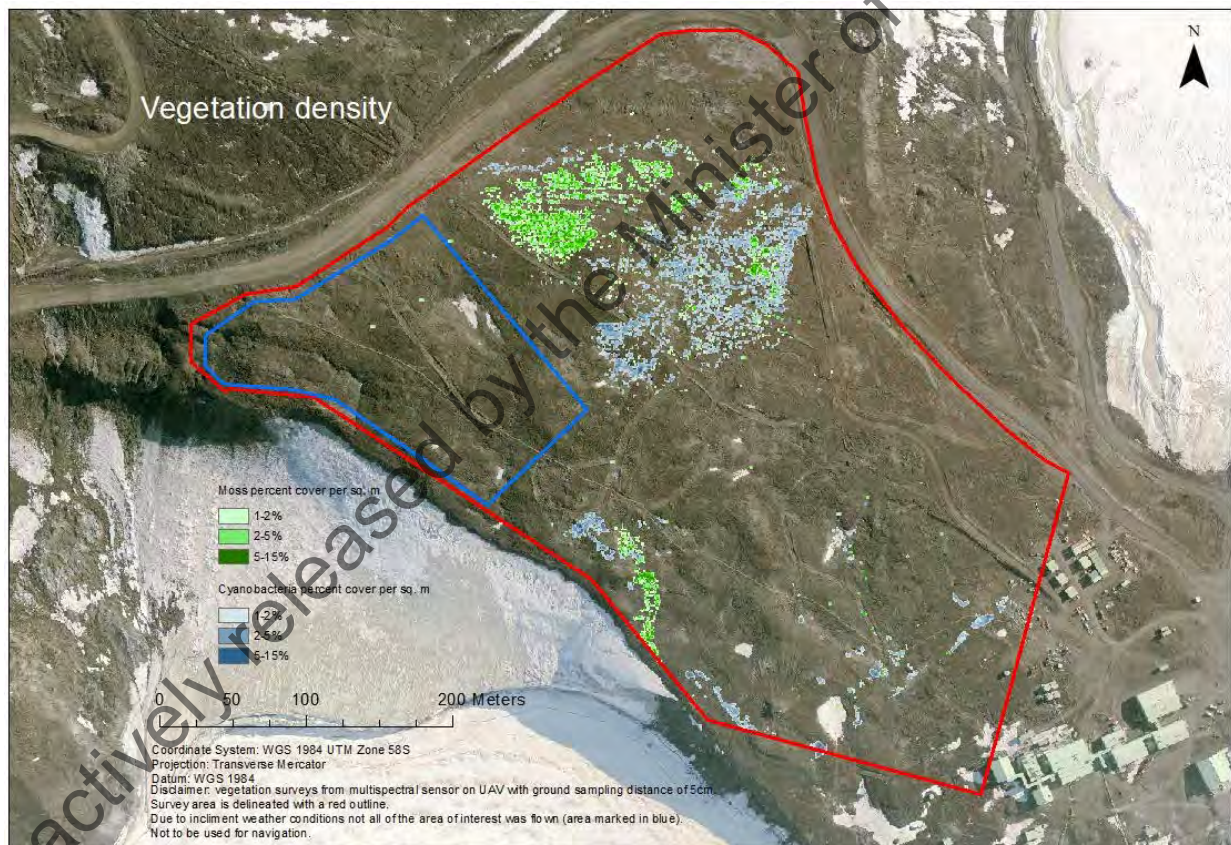 Vegetation density
N
Moss percent cover per sq. m
1-2%
2-5%
5-15%
Cyanobacteria percent cover per sq. m
1-2%
2-5%
5-15%
0 50 100 200 Meters
Coordinate System: WGS 1984 UTM Zone 58S
Projection: Transverse Mercator
Datum: WGS 1984
Disclaimer: vegetation surveys from multispectral sensor on UAV with ground sampling distance of 5cm.
Survey area is delineated with a red outline.
Due to incliment weather conditions not all of the area of interest was flown (area marked in blue).
Not to be used for navigation.
actively released by the Minister of